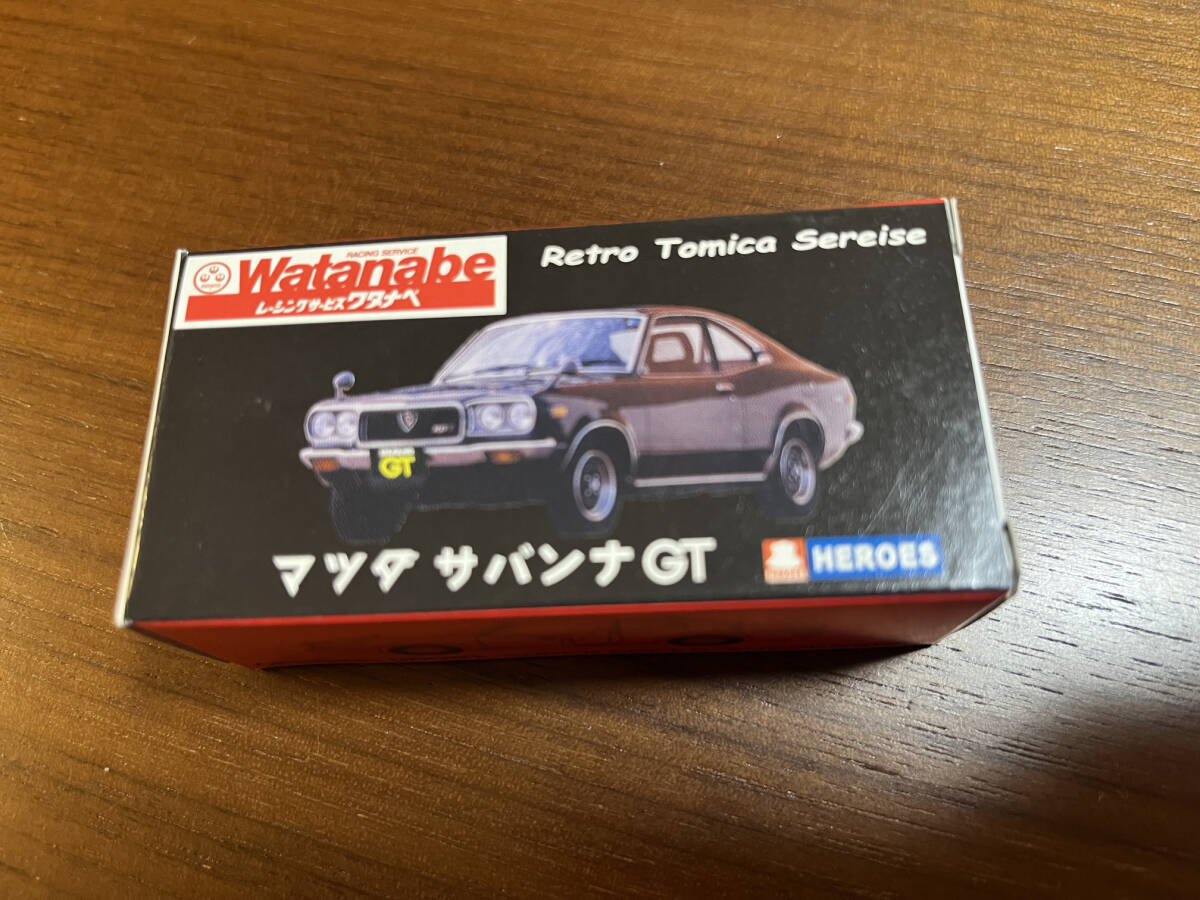 RACING SERVICE
Watanabe
レーシングサービスワタナベ
Retro Tomica Sereise
GT
マツダ サバンナGT
HEROES